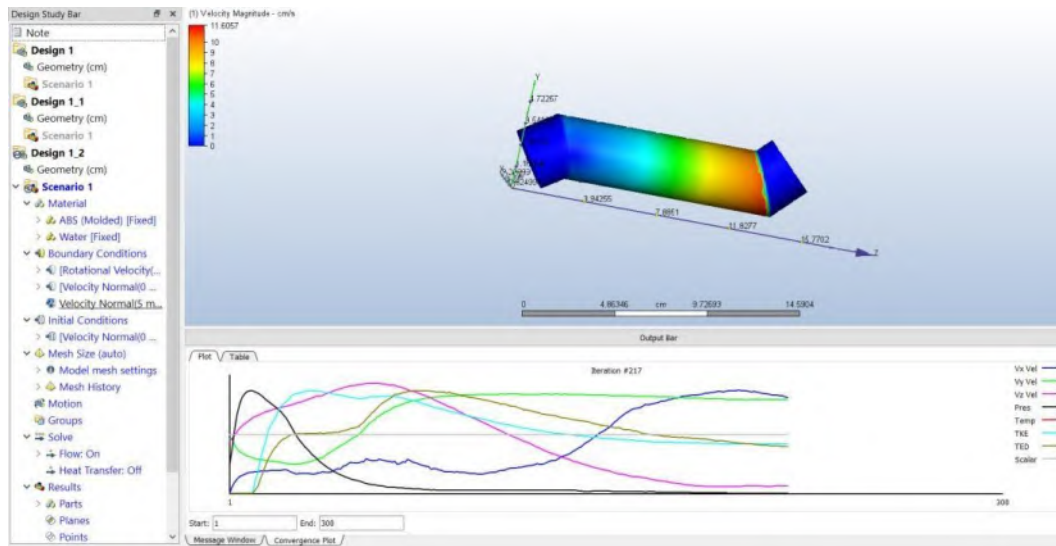 Design Study Bar
Note
Design 1
Geometry (cm)
Scenario 1
Design 1_1
Geometry (cm)
Scenario 1
Design 1_2
Geometry (cm)
Scenario 1
Material
ABS (Molded) [Fixed]
Water [Fixed]
Boundary Conditions
[Rotational Velocity(...
[Velocity Normal(0 ...
Velocity Normal(5 m...
Initial Conditions
[Velocity Normal(0 ...
Mesh Size (auto)
Model mesh settings
Mesh History
Motion
Groups
Solve
Flow: On
Heat Transfer: Off
Results
Parts
Planes
Points
(1) Velocity Magnitude - cm/s
11.6057
10
9
8
7
6
5
4
3
2
1
0
Y
4.72267
3.94255
7.8851
11.8277
15.7702
Z
0 4.86346 cm 9.72693 14.5904
Output Bar
Plot Table
Iteration #217
Vx Vel
Vy Vel
Vz Vel
Pres
Temp
TKE
TED
Scalar
1 308
Start: 1 End: 308
Message Window Convergence Plot